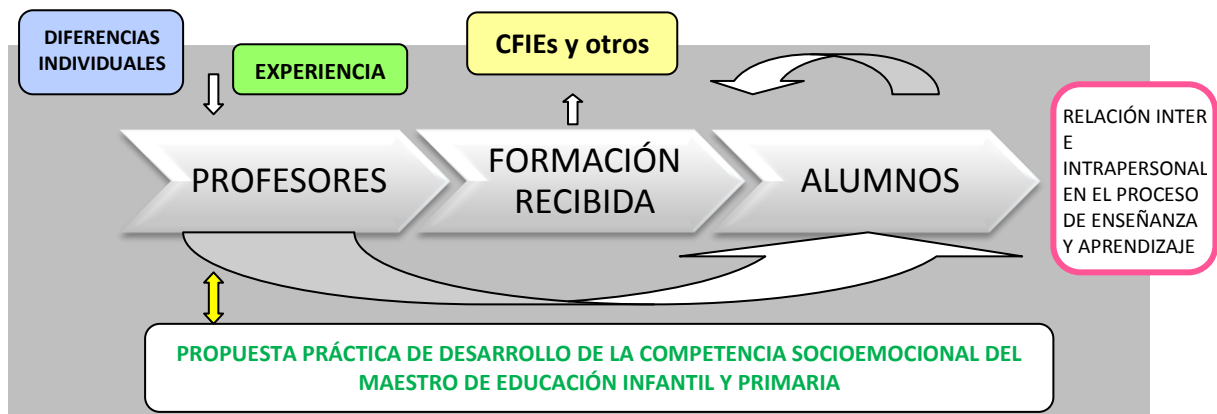 DIFERENCIAS
INDIVIDUALES
EXPERIENCIA
CFIEs y otros
PROFESORES
FORMACIÓN
RECIBIDA
ALUMNOS
RELACIÓN INTER
E
INTRAPERSONAL
EN EL PROCESO
DE ENSEÑANZA
Y APRENDIZAJE
PROPUESTA PRÁCTICA DE DESARROLLO DE LA COMPETENCIA SOCIOEMOCIONAL DEL
MAESTRO DE EDUCACIÓN INFANTIL Y PRIMARIA